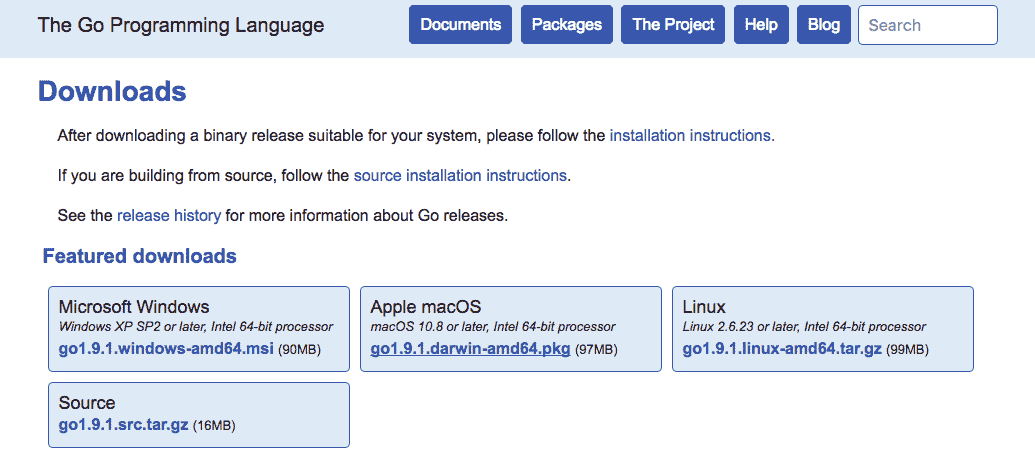 The Go Programming Language
Documents
Packages
The Project
Help
Blog
Search
Downloads
After downloading a binary release suitable for your system, please follow the installation instructions.
If you are building from source, follow the source installation instructions.
See the release history for more information about Go releases.
Featured downloads
Microsoft Windows
Windows XP SP2 or later, Intel 64-bit processor
go1.9.1.windows-amd64.msi (90MB)
Apple macOS
macOS 10.8 or later, Intel 64-bit processor
go1.9.1.darwin-amd64.pkg (97MB)
Linux
Linux 2.6.23 or later, Intel 64-bit processor
go1.9.1.linux-amd64.tar.gz (99MB)
Source
go1.9.1.src.tar.gz (16MB)